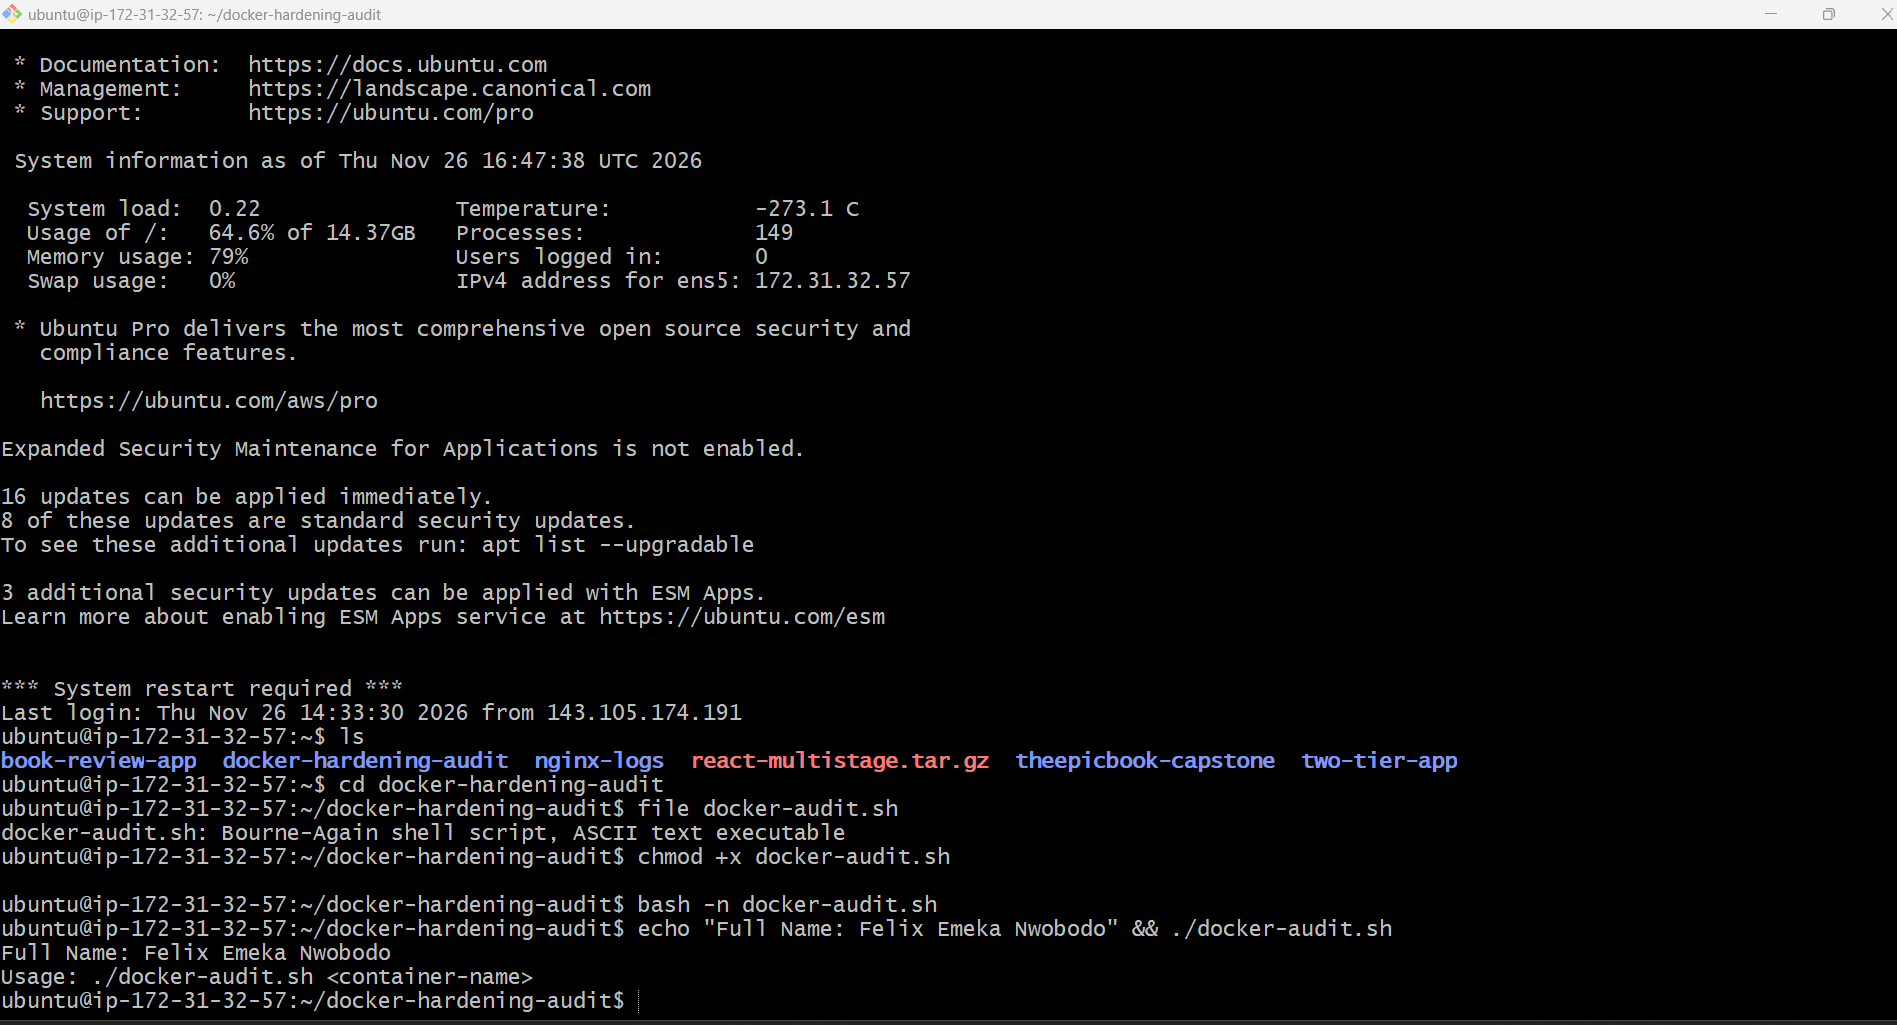 ubuntu@ip-172-31-32-57: ~/docker-hardening-audit
* Documentation:  https://docs.ubuntu.com
* Management:     https://landscape.canonical.com
* Support:        https://ubuntu.com/pro
System information as of Thu Nov 26 16:47:38 UTC 2026
System load:  0.22               Temperature:           -273.1 C
Usage of /:   64.6% of 14.37GB   Processes:             149
Memory usage: 79%                Users logged in:       0
Swap usage:   0%                 IPv4 address for ens5: 172.31.32.57
* Ubuntu Pro delivers the most comprehensive open source security and
compliance features.
https://ubuntu.com/aws/pro
Expanded Security Maintenance for Applications is not enabled.
16 updates can be applied immediately.
8 of these updates are standard security updates.
To see these additional updates run: apt list --upgradable
3 additional security updates can be applied with ESM Apps.
Learn more about enabling ESM Apps service at https://ubuntu.com/esm
*** System restart required ***
Last login: Thu Nov 26 14:33:30 2026 from 143.105.174.191
ubuntu@ip-172-31-32-57:~$ ls
book-review-app  docker-hardening-audit  nginx-logs  react-multistage.tar.gz  theepicbook-capstone  two-tier-app
ubuntu@ip-172-31-32-57:~$ cd docker-hardening-audit
ubuntu@ip-172-31-32-57:~/docker-hardening-audit$ file docker-audit.sh
docker-audit.sh: Bourne-Again shell script, ASCII text executable
ubuntu@ip-172-31-32-57:~/docker-hardening-audit$ chmod +x docker-audit.sh
ubuntu@ip-172-31-32-57:~/docker-hardening-audit$ bash -n docker-audit.sh
ubuntu@ip-172-31-32-57:~/docker-hardening-audit$ echo "Full Name: Felix Emeka Nwobodo" && ./docker-audit.sh
Full Name: Felix Emeka Nwobodo
Usage: ./docker-audit.sh <container-name>
ubuntu@ip-172-31-32-57:~/docker-hardening-audit$